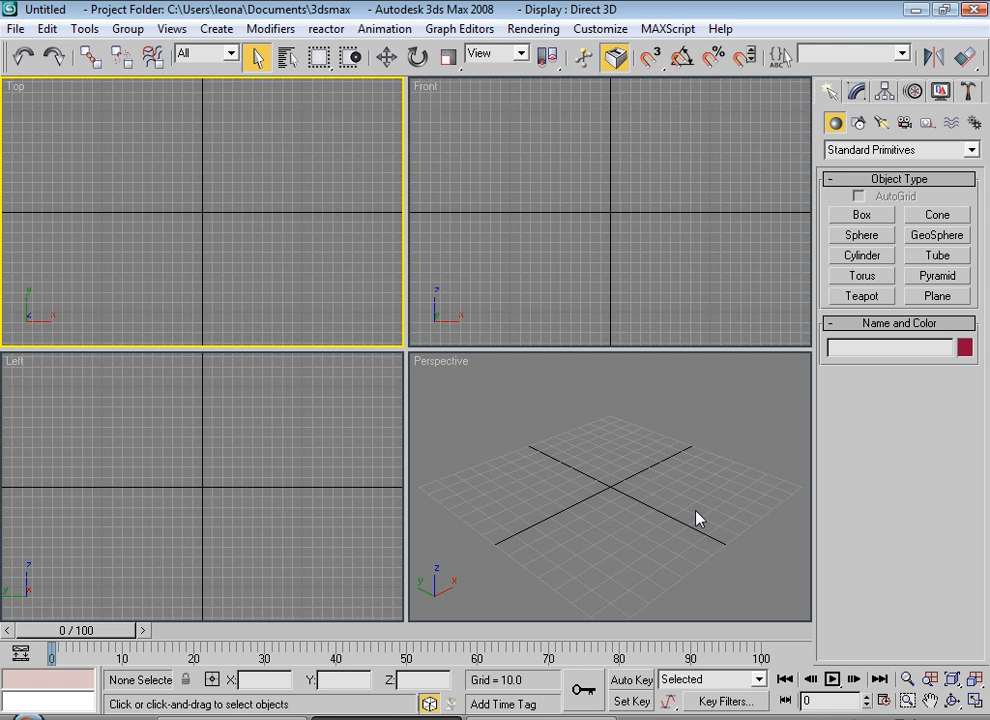 Untitled - Project Folder: C:\Users\leona\Documents\3dsmax - Autodesk 3ds Max 2008 - Display : Direct 3D
File Edit Tools Group Views Create Modifiers reactor Animation Graph Editors Rendering Customize MAXScript Help
All View 3 % ABC
Top
Front
Standard Primitives
- Object Type
AutoGrid
Box Cone
Sphere GeoSphere
Cylinder Tube
Torus Pyramid
Teapot Plane
- Name and Color
y z x
z y x
Left
Perspective
z y x
z y x
< 0 / 100 >
0 10 20 30 40 50 60 70 80 90 100
None Selecte X: Y: Z: Grid = 10.0 Auto Key Selected
Click or click-and-drag to select objects Add Time Tag Set Key Key Filters... 0